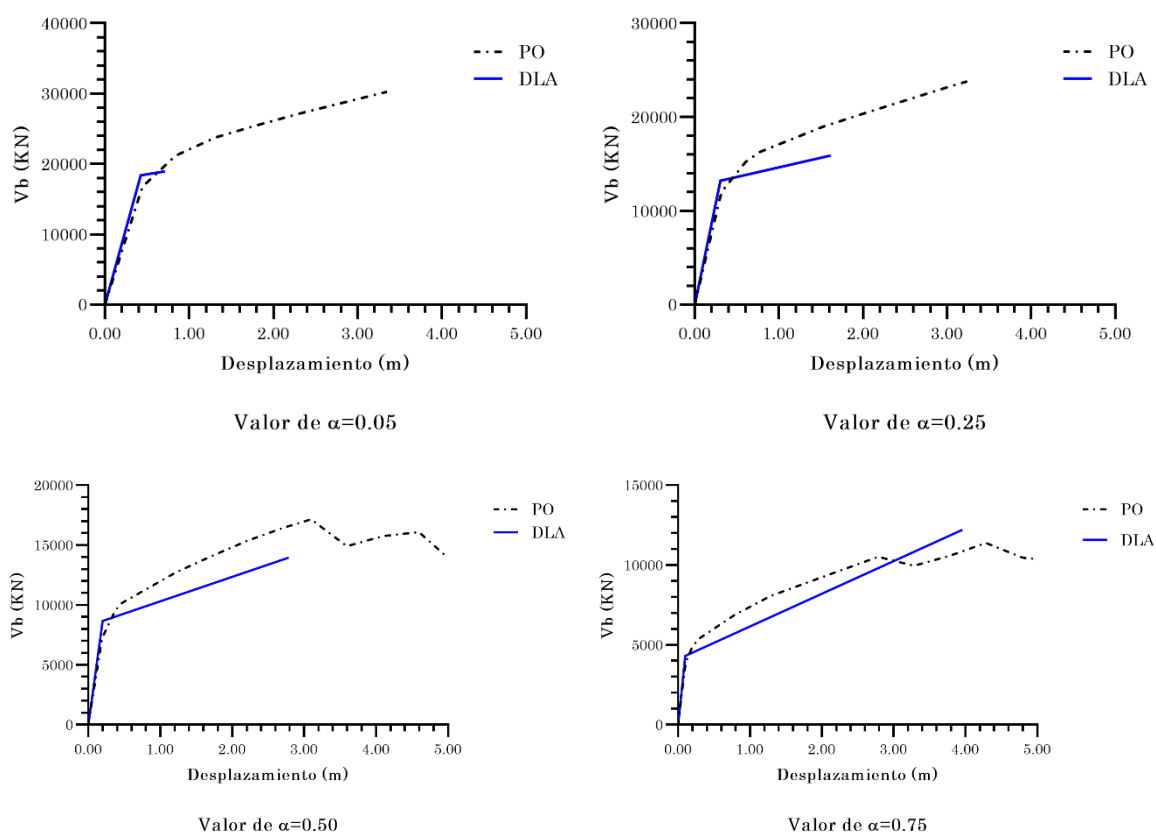 40000
30000
20000
10000
0
Vb (KN)
0.00 1.00 2.00 3.00 4.00 5.00
Desplazamiento (m)
PO
DLA
Valor de α=0.05
30000
20000
10000
0
Vb (KN)
0.00 1.00 2.00 3.00 4.00 5.00
Desplazamiento (m)
PO
DLA
Valor de α=0.25
20000
15000
10000
5000
0
Vb (KN)
0.00 1.00 2.00 3.00 4.00 5.00
Desplazamiento (m)
PO
DLA
Valor de α=0.50
15000
10000
5000
0
Vb (KN)
0.00 1.00 2.00 3.00 4.00 5.00
Desplazamiento (m)
PO
DLA
Valor de α=0.75